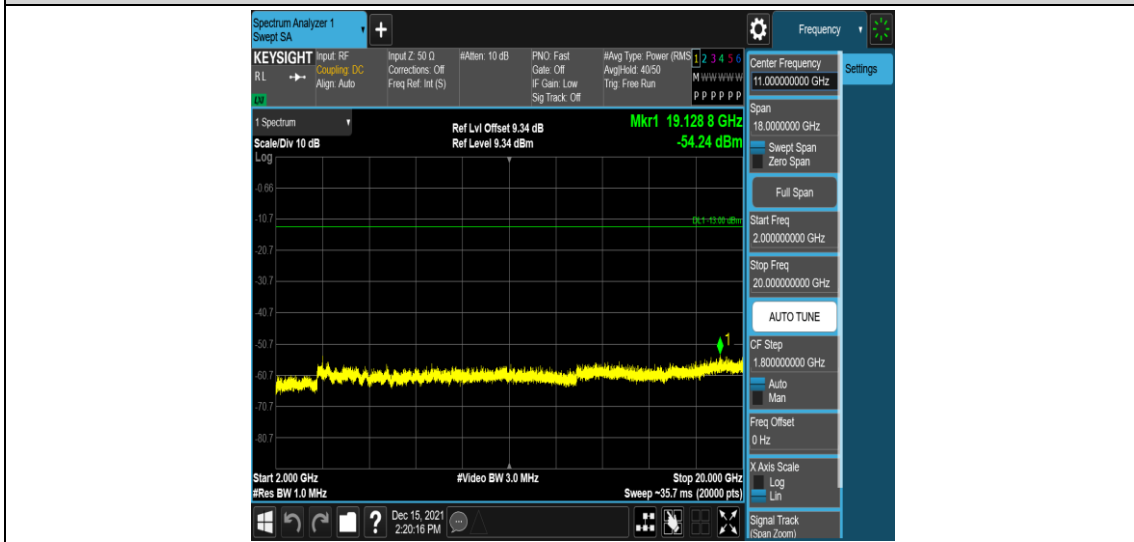 Spectrum Analyzer 1
Swept SA
+
Frequency
KEYSIGHT
RL
Input: RF
Coupling: DC
Align: Auto
Input Z: 50 Ω
Corrections: Off
Freq Ref: Int (S)
#Atten: 10 dB
PNO: Fast
Gate: Off
IF Gain: Low
Sig Track: Off
#Avg Type: Power (RMS
Avg|Hold: 40/50
Trig: Free Run
1 2 3 4 5 6
M W W W W W
P P P P P P
1 Spectrum
Scale/Div 10 dB
Log
Ref Lvl Offset 9.34 dB
Ref Level 9.34 dBm
Mkr1 19.128 8 GHz
-54.24 dBm
-0.66
-10.7
-20.7
-30.7
-40.7
-50.7
-60.7
-70.7
-80.7
DL1 -13.00 dBm
1
Start 2.000 GHz
#Res BW 1.0 MHz
#Video BW 3.0 MHz
Stop 20.000 GHz
Sweep ~35.7 ms (20000 pts)
Center Frequency
11.000000000 GHz
Settings
Span
18.0000000 GHz
Swept Span
Zero Span
Full Span
Start Freq
2.000000000 GHz
Stop Freq
20.000000000 GHz
AUTO TUNE
CF Step
1.800000000 GHz
Auto
Man
Freq Offset
0 Hz
X Axis Scale
Log
Lin
Signal Track
(Span Zoom)
?
Dec 15, 2021
2:20:16 PM